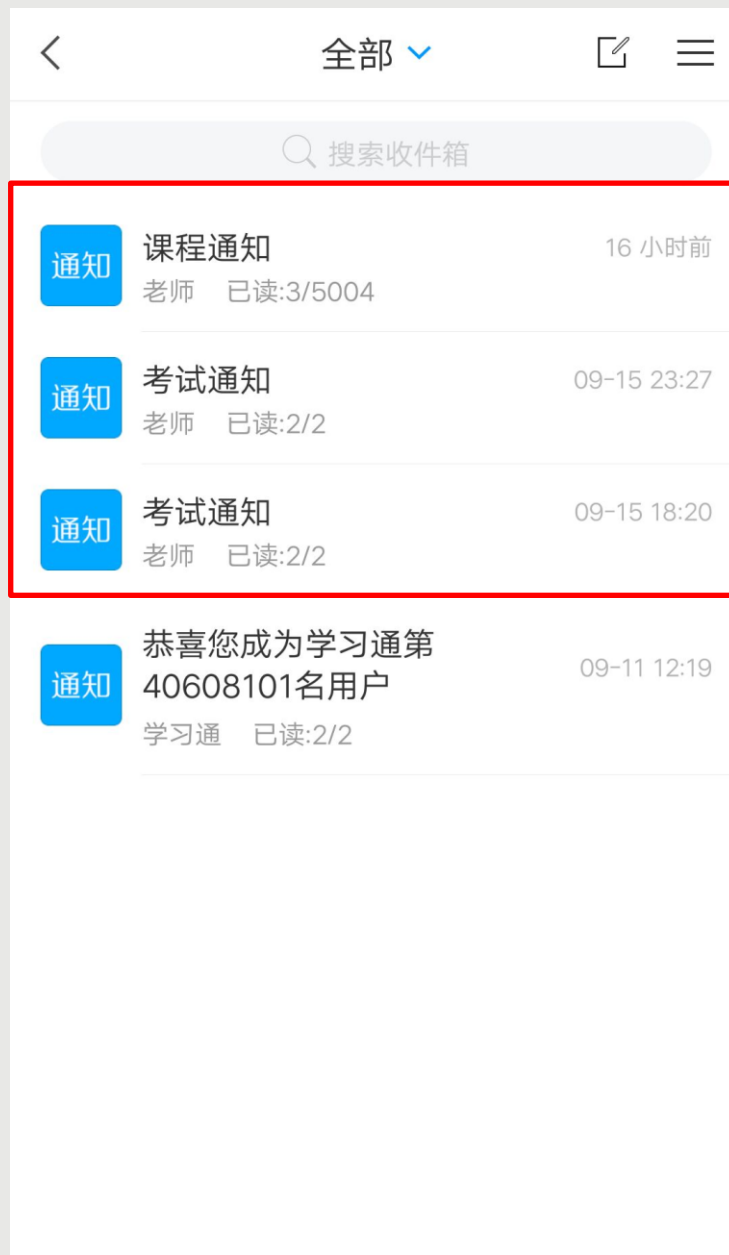 全部
搜索收件箱
通知 课程通知 16 小时前
老师 已读:3/5004
通知 考试通知 09-15 23:27
老师 已读:2/2
通知 考试通知 09-15 18:20
老师 已读:2/2
恭喜您成为学习通第
通知 40608101名用户 09-11 12:19
学习通 已读:2/2